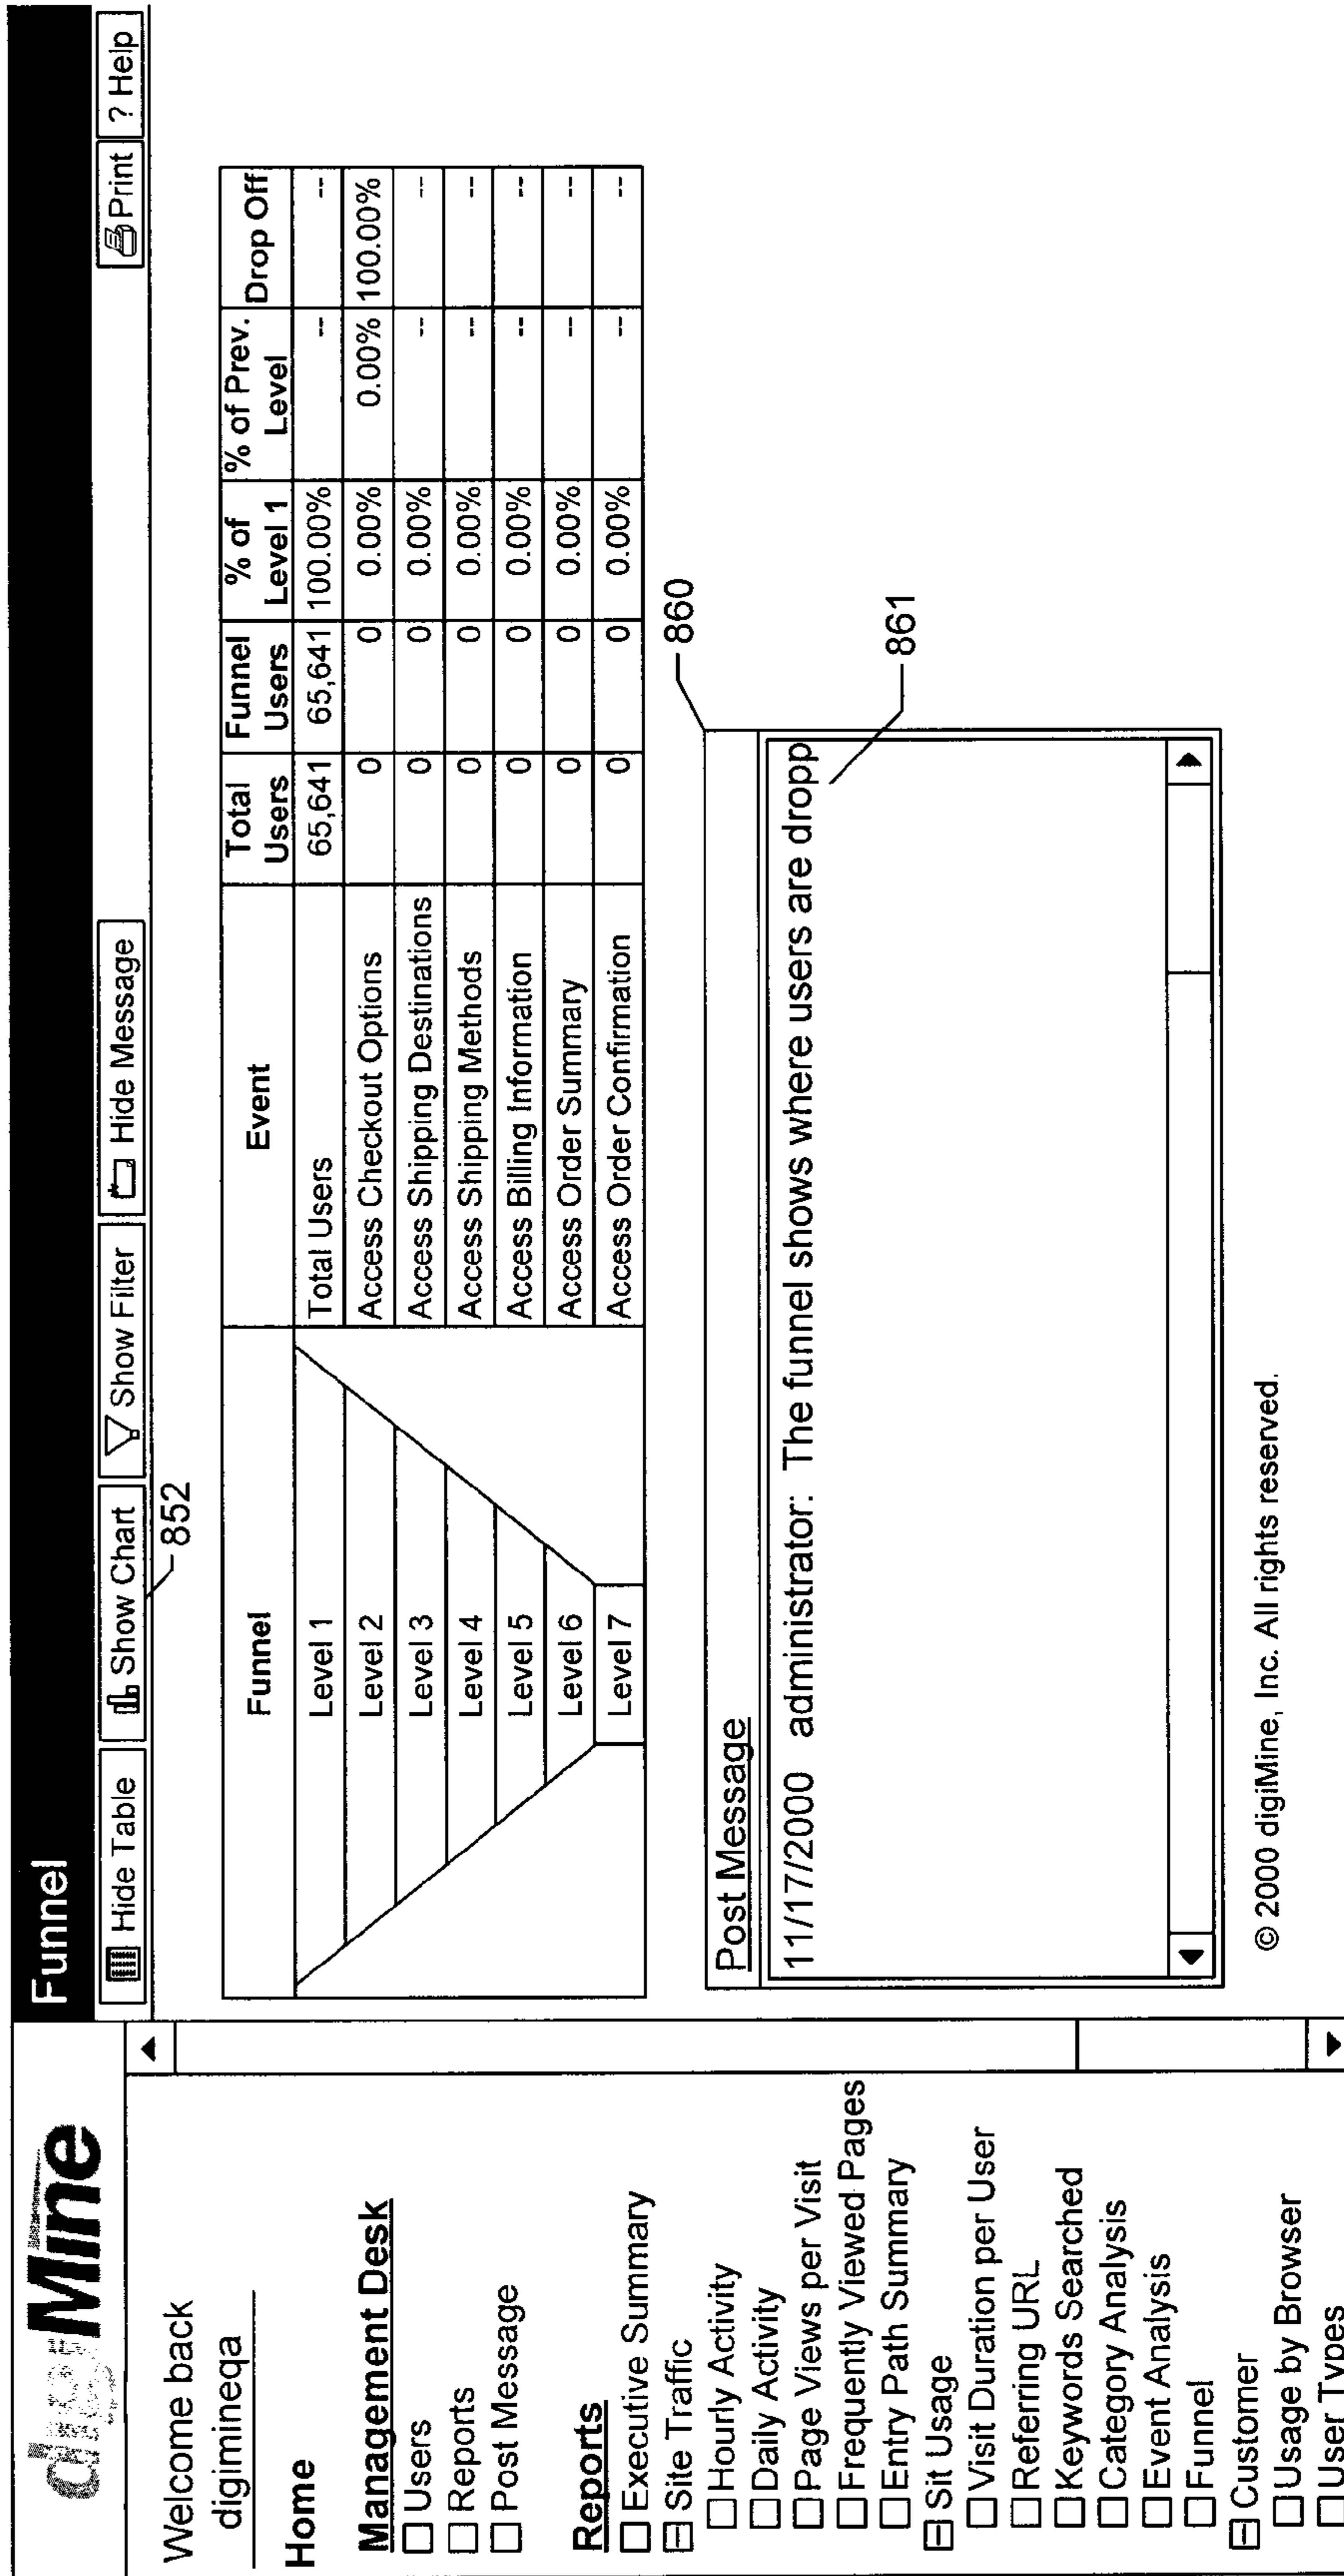 digiMine
Funnel
Hide Table Show Chart Show Filter Hide Message Print ? Help
852
Welcome back
digimineqa
Home
Management Desk
Users
Reports
Post Message
Reports
Executive Summary
Site Traffic
Hourly Activity
Daily Activity
Page Views per Visit
Frequently Viewed Pages
Entry Path Summary
Sit Usage
Visit Duration per User
Referring URL
Keywords Searched
Category Analysis
Event Analysis
Funnel
Customer
Usage by Browser
User Types
Funnel Event Total Users Funnel Users % of Level 1 % of Prev. Level Drop Off
Level 1 Total Users 65,641 65,641 100.00% -- --
Level 2 Access Checkout Options 0 0 0.00% 0.00% 100.00%
Level 3 Access Shipping Destinations 0 0 0.00% -- --
Level 4 Access Shipping Methods 0 0 0.00% -- --
Level 5 Access Billing Information 0 0 0.00% -- --
Level 6 Access Order Summary 0 0 0.00% -- --
Level 7 Access Order Confirmation 0 0 0.00% -- --
860
Post Message
11/17/2000 administrator: The funnel shows where users are dropp
861
© 2000 digiMine, Inc. All rights reserved.